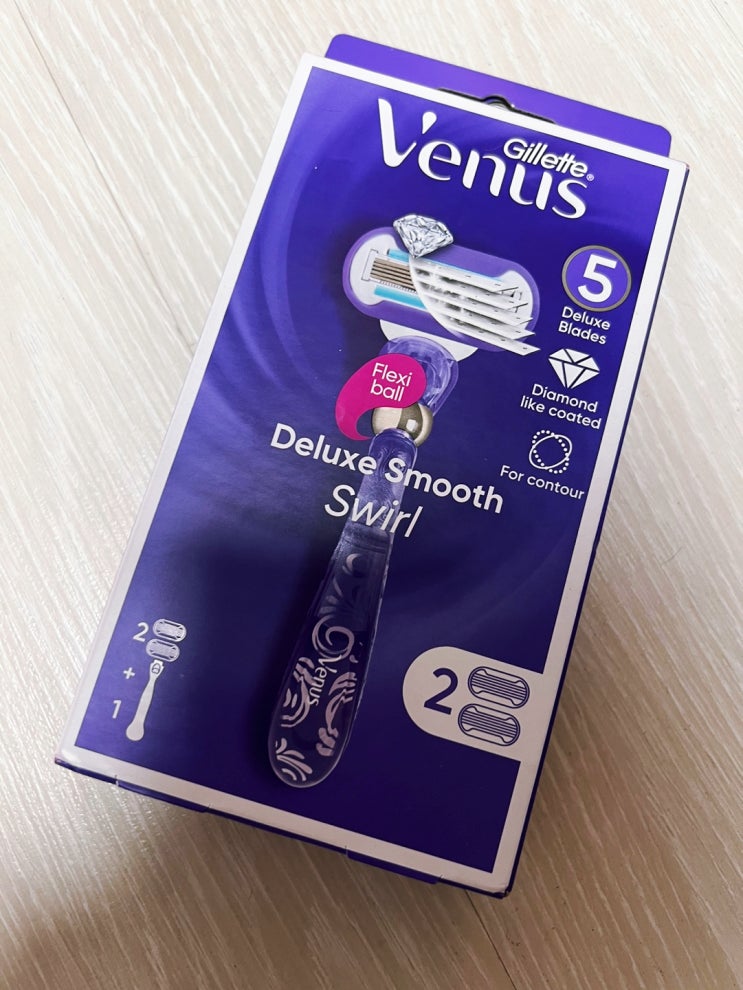 Gillette®
Venus
5
Deluxe
Blades
Diamond
like coated
For contour
Flexi
ball
Deluxe Smooth
Swirl
Venus
2
+
1
2